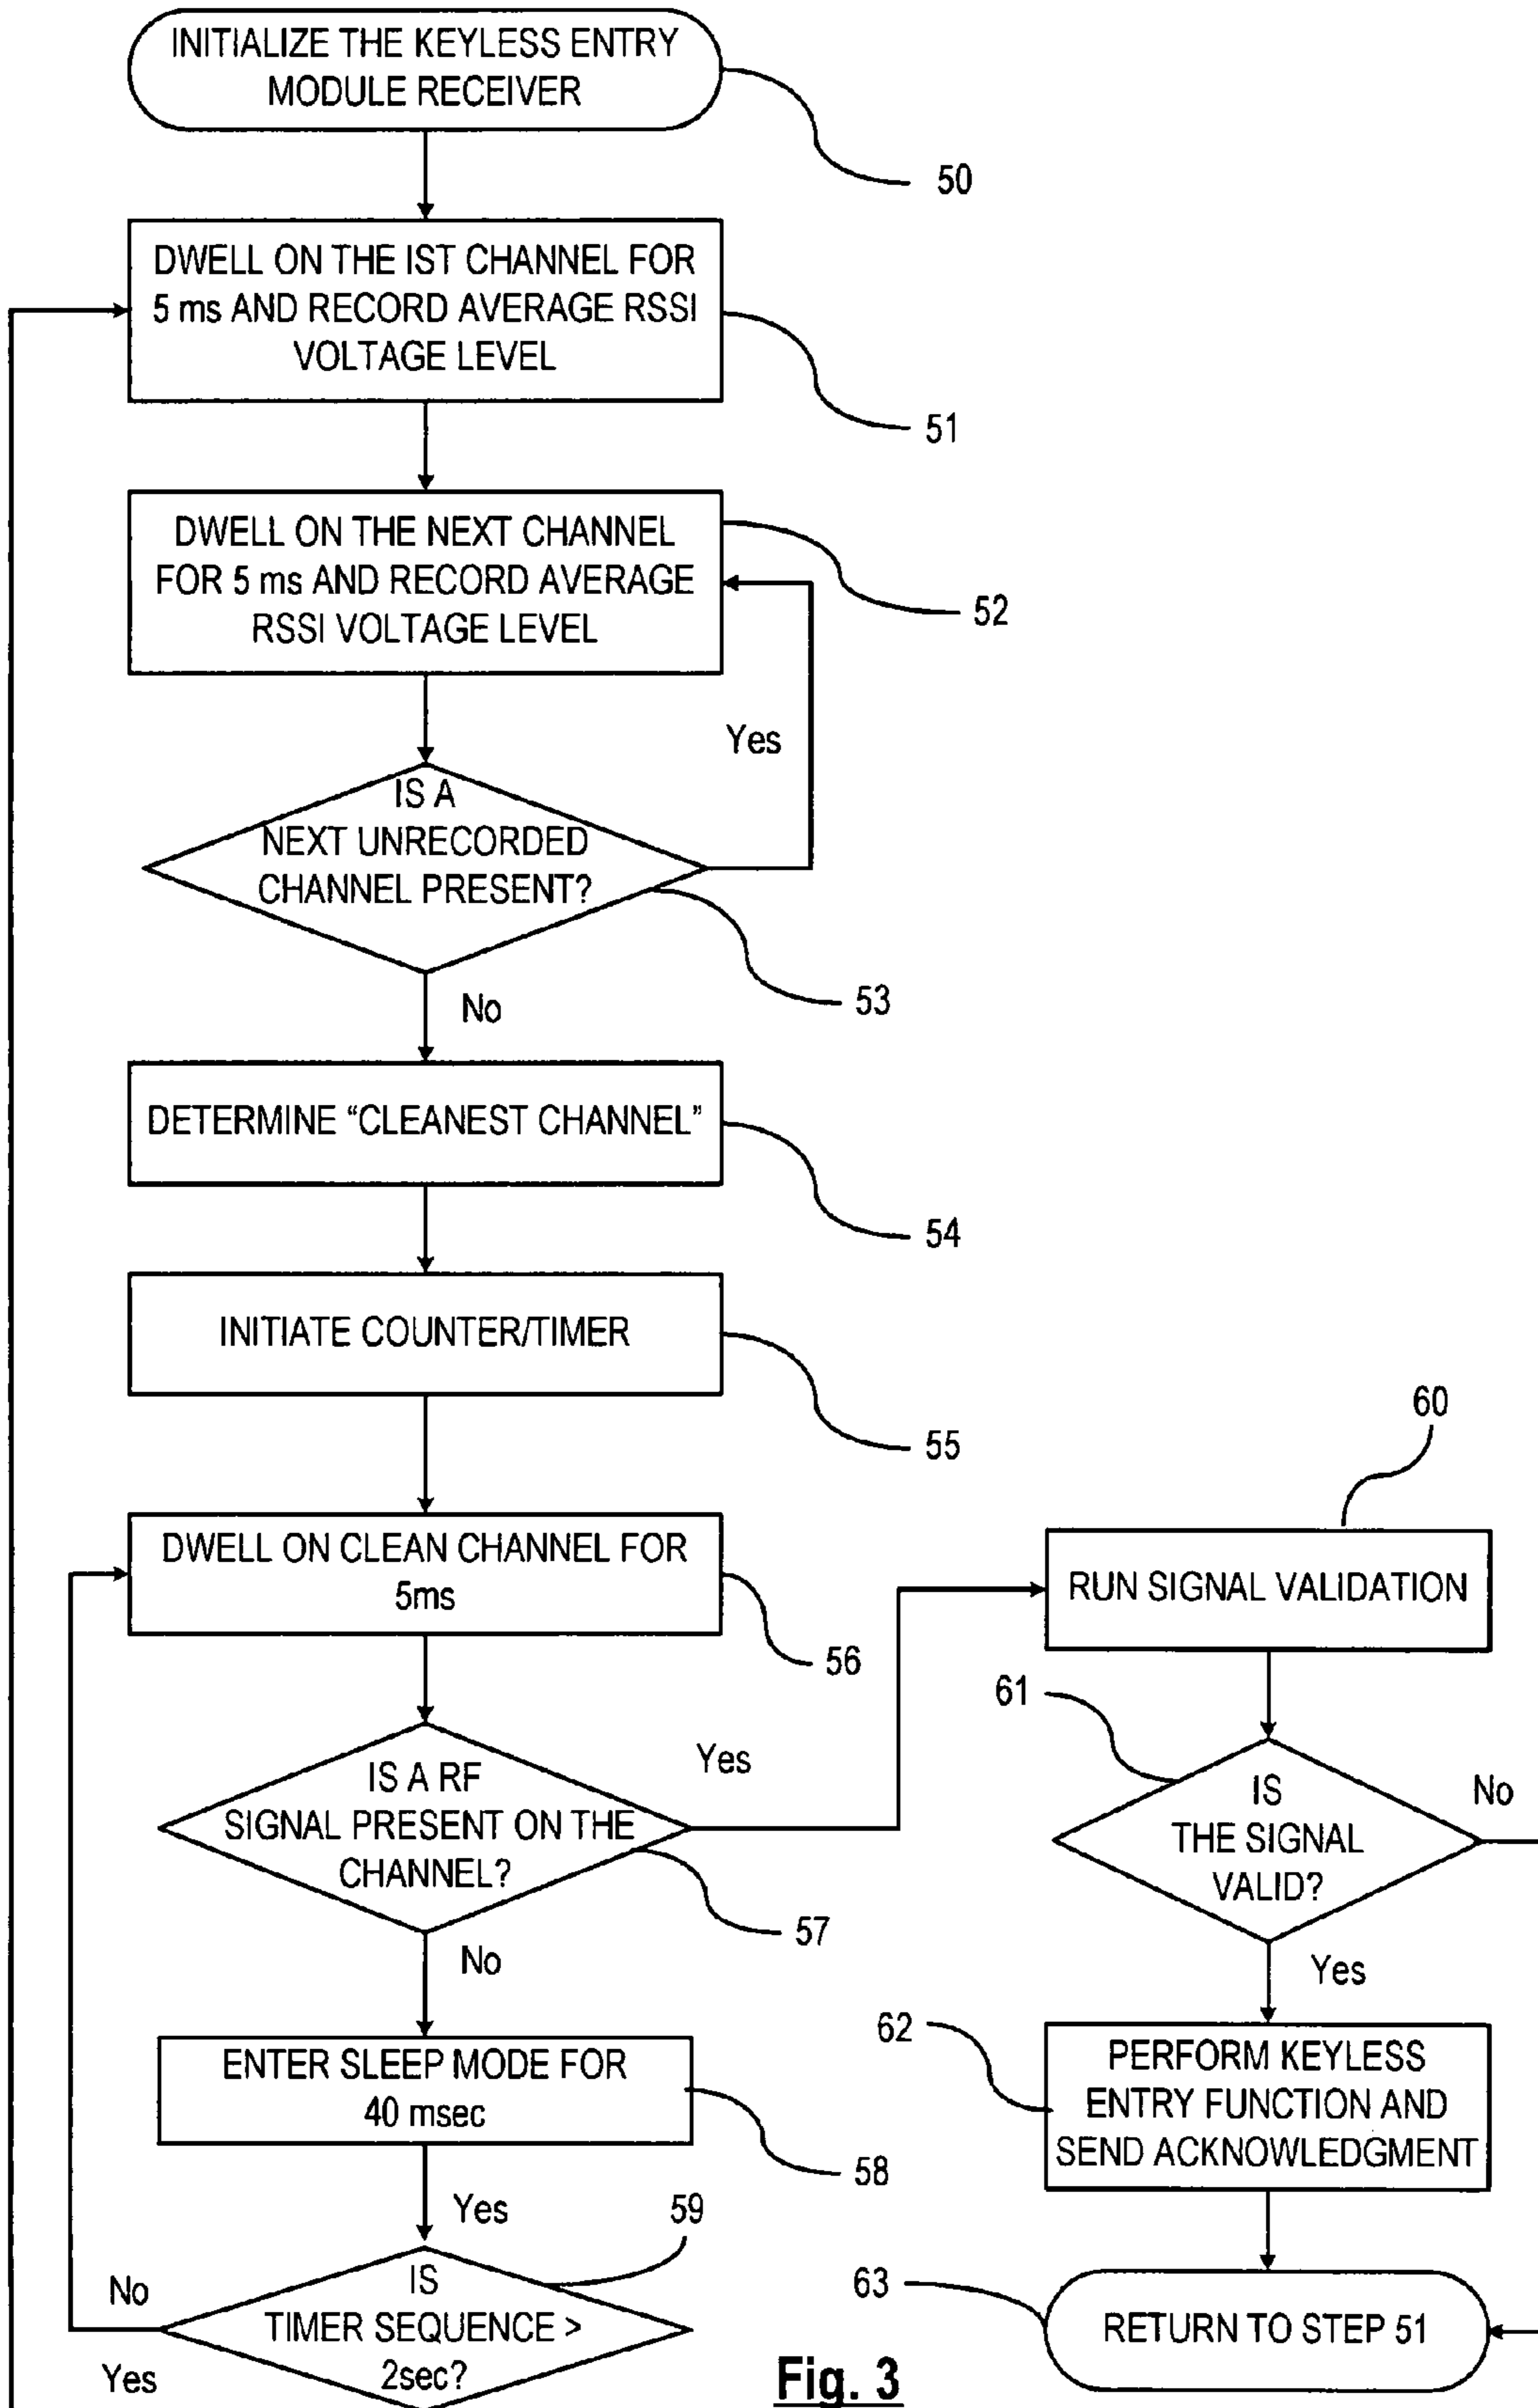 INITIALIZE THE KEYLESS ENTRY
MODULE RECEIVER
50
DWELL ON THE IST CHANNEL FOR
5 ms AND RECORD AVERAGE RSSI
VOLTAGE LEVEL
51
DWELL ON THE NEXT CHANNEL
FOR 5 ms AND RECORD AVERAGE
RSSI VOLTAGE LEVEL
52
Yes
IS A
NEXT UNRECORDED
CHANNEL PRESENT?
53
No
DETERMINE “CLEANEST CHANNEL”
54
INITIATE COUNTER/TIMER
55
DWELL ON CLEAN CHANNEL FOR
5ms
56
IS A RF
SIGNAL PRESENT ON THE
CHANNEL?
Yes
57
No
ENTER SLEEP MODE FOR
40 msec
58
Yes
59
IS
TIMER SEQUENCE >
2sec?
No
Yes
60
RUN SIGNAL VALIDATION
61
IS
THE SIGNAL
VALID?
No
Yes
62
PERFORM KEYLESS
ENTRY FUNCTION AND
SEND ACKNOWLEDGMENT
63
RETURN TO STEP 51
Fig. 3